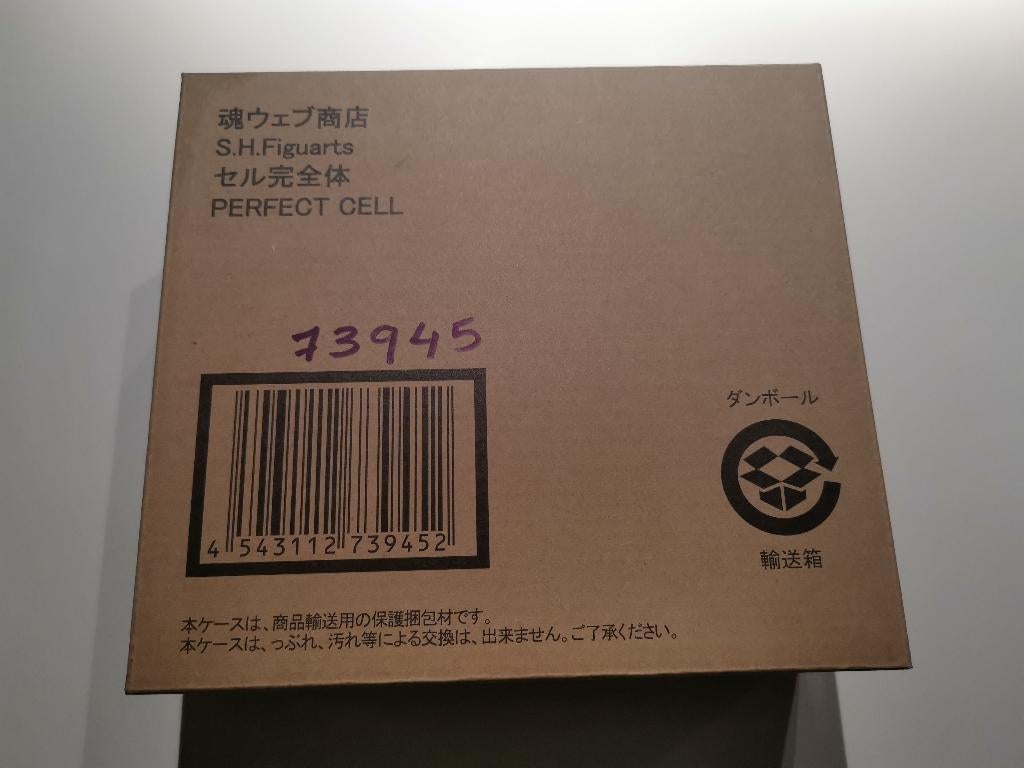 魂ウェブ商店
S.H.Figuarts
セル完全体
PERFECT CELL
73945
4 543112 739452
ダンボール
輸送箱
本ケースは、商品輸送用の保護梱包材です。
本ケースは、つぶれ、汚れ等による交換は、出来ません。ご了承ください。